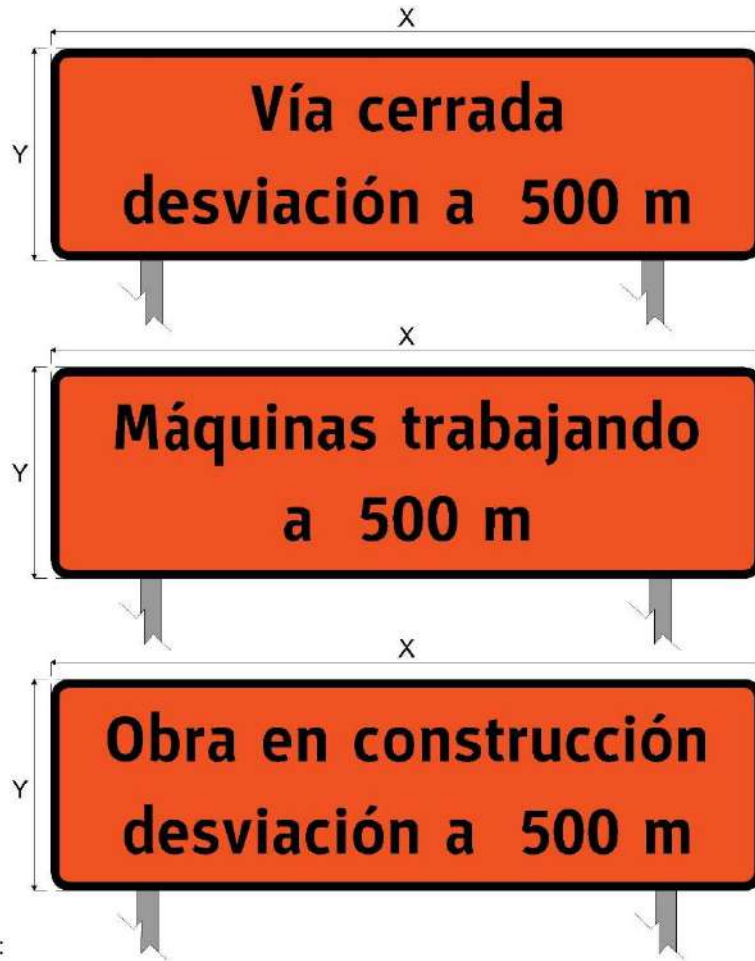 X
Y
Vía cerrada
desviación a 500 m
X
Y
Máquinas trabajando
a 500 m
X
Y
Obra en construcción
desviación a 500 m
: